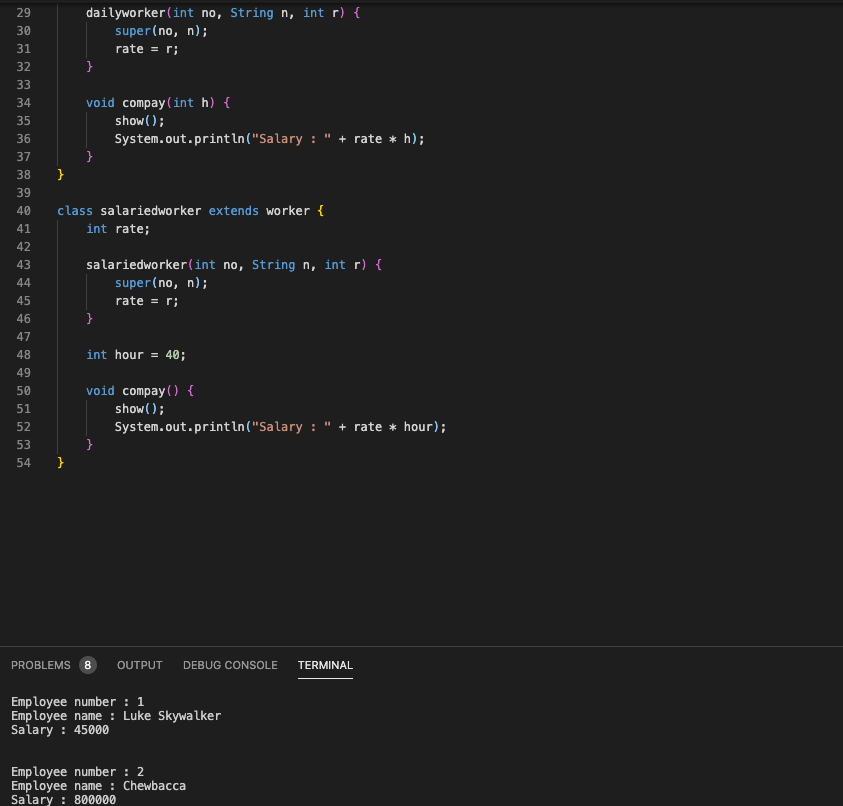 29 dailyworker(int no, String n, int r) {
30 super(no, n);
31 rate = r;
32 }
33
34 void compay(int h) {
35 show();
36 System.out.println("Salary : " + rate * h);
37 }
38 }
39
40 class salariedworker extends worker {
41 int rate;
42
43 salariedworker(int no, String n, int r) {
44 super(no, n);
45 rate = r;
46 }
47
48 int hour = 40;
49
50 void compay() {
51 show();
52 System.out.println("Salary : " + rate * hour);
53 }
54 }
PROBLEMS 8 OUTPUT DEBUG CONSOLE TERMINAL
Employee number : 1
Employee name : Luke Skywalker
Salary : 45000
Employee number : 2
Employee name : Chewbacca
Salary : 800000